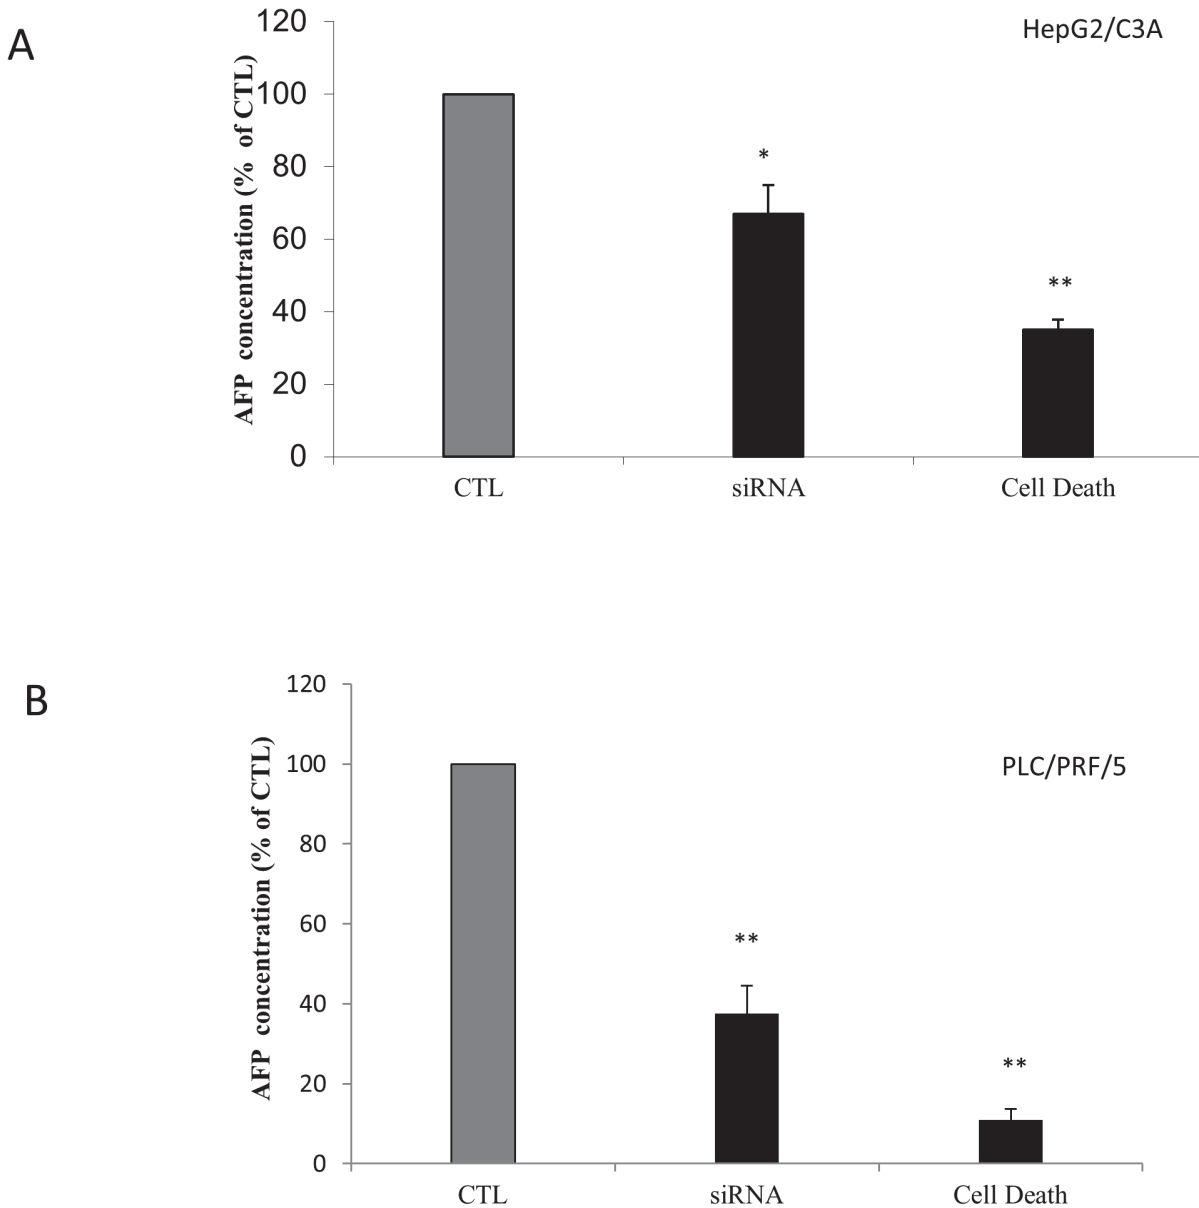 A
HepG2/C3A
AFP concentration (% of CTL)
120
100
80
60
40
20
0
*
**
CTL siRNA Cell Death
B
PLC/PRF/5
AFP concentration (% of CTL)
120
100
80
60
40
20
0
**
**
CTL siRNA Cell Death